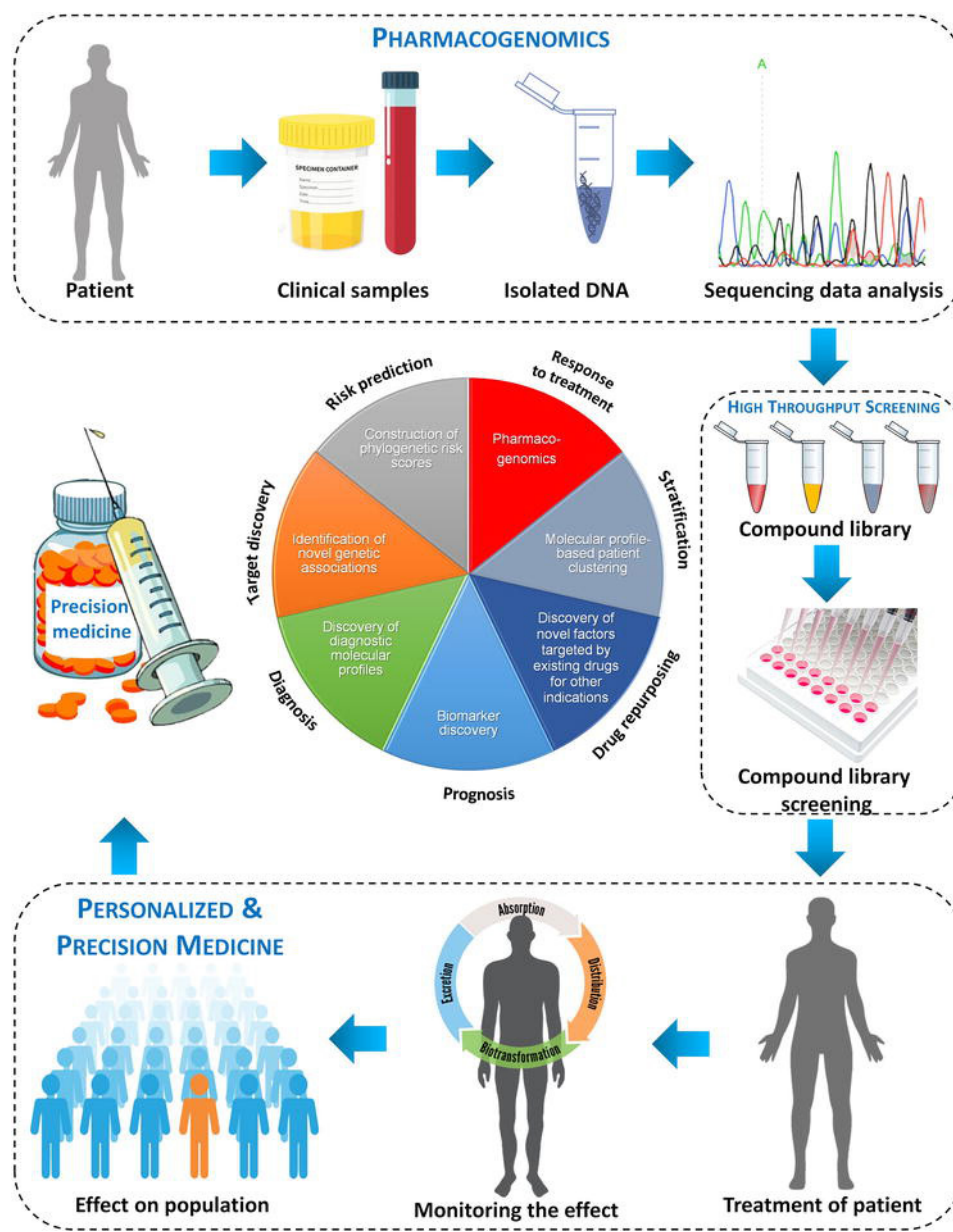 PHARMACOGENOMICS
A
SPECIMEN CONTAINER
Patient
Clinical samples
Isolated DNA
Sequencing data analysis
Risk prediction
Response
to treatment
Construction of
phylogenetic risk
scores
Pharmaco-
genomics
Target discovery
Identification of
novel genetic
associations
Stratification
Molecular profile-
based patient
clustering
Diagnosis
Discovery of
diagnostic
molecular
profiles
Prognosis
Biomarker
discovery
Drug repurposing
Discovery of
novel factors
targeted by
existing drugs
for other
indications
HIGH THROUGHPUT SCREENING
Compound library
Compound library
screening
Precision
medicine
PERSONALIZED &
PRECISION MEDICINE
Absorption
Distribution
Biotransformation
Excretion
Effect on population
Monitoring the effect
Treatment of patient